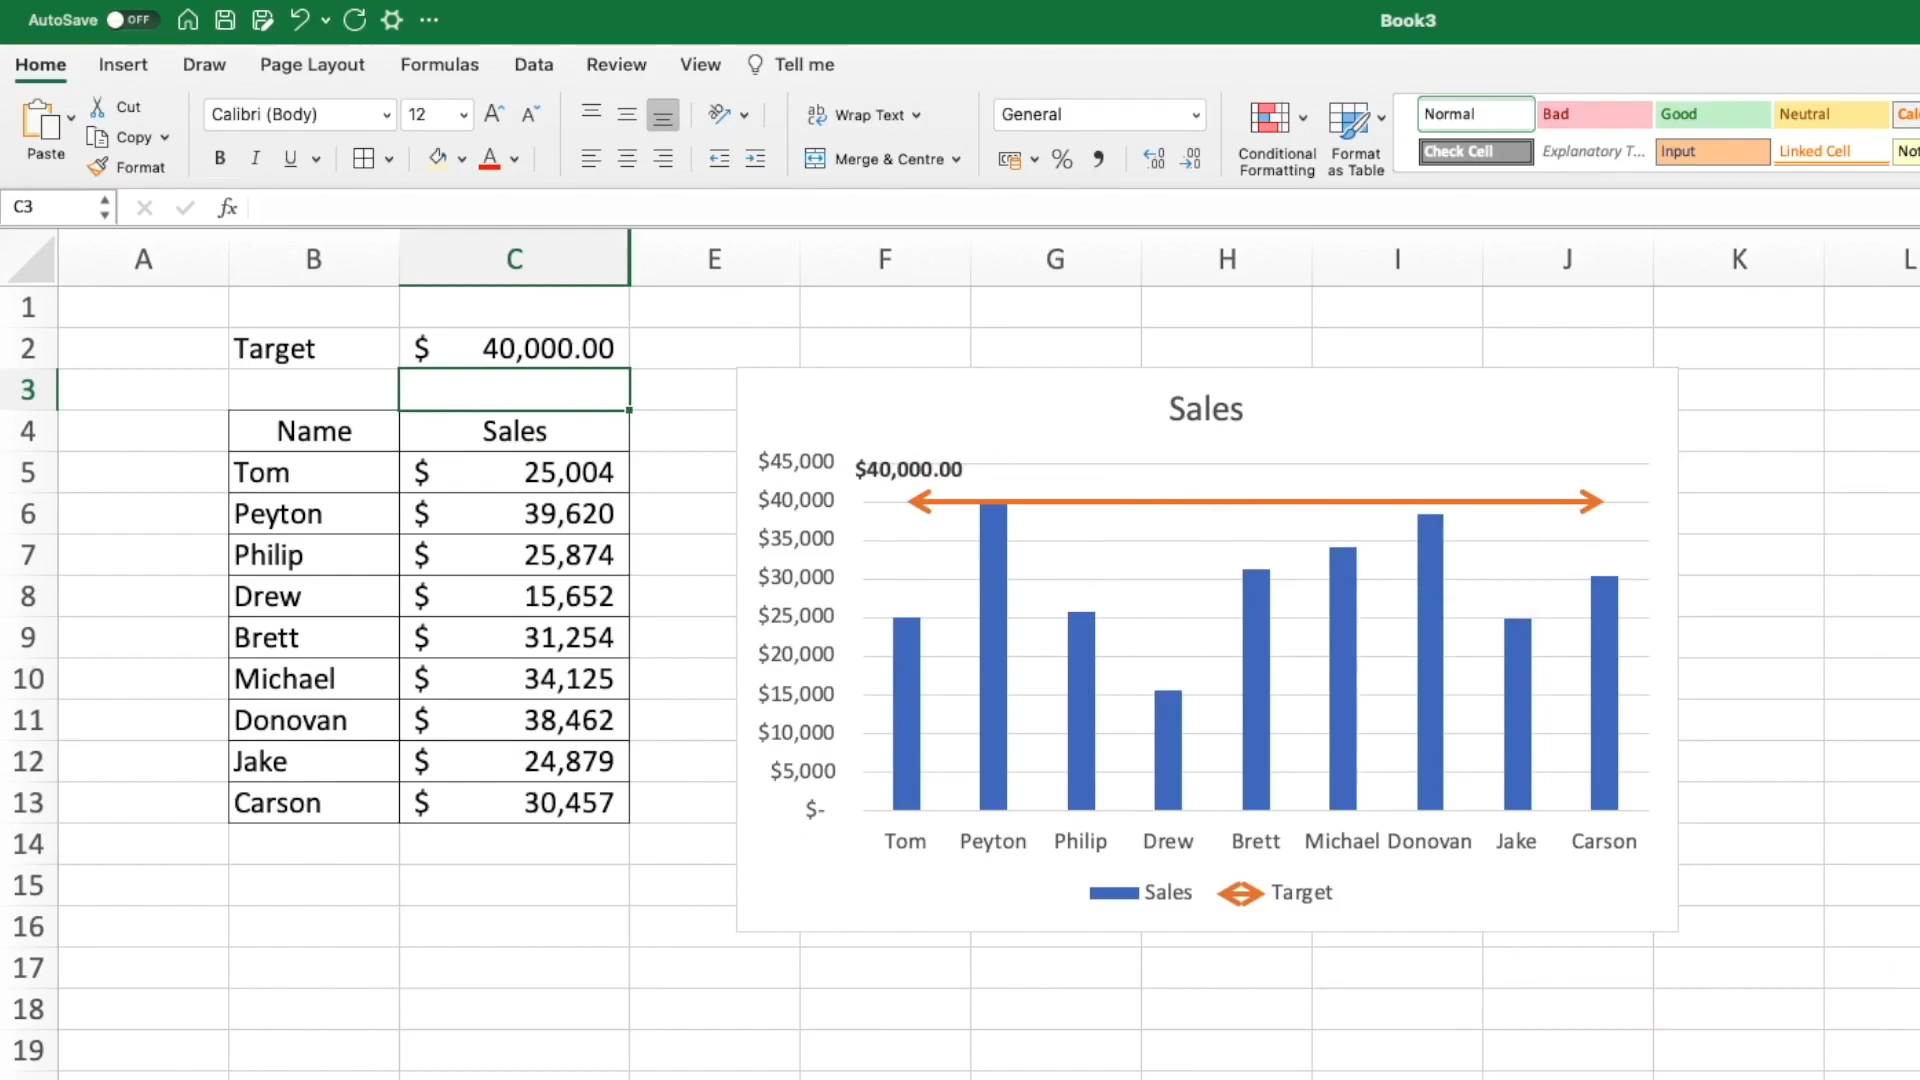 AutoSave OFF
Book3
Home Insert Draw Page Layout Formulas Data Review View Tell me
Paste
Cut
Copy
Format
Calibri (Body) 12
B I U
Wrap Text
Merge & Centre
General
Conditional Formatting
Format as Table
Normal Bad Good Neutral
Check Cell Explanatory T... Input Linked Cell
C3 fx
A B C E F G H I J K L
1
2 Target $ 40,000.00
3
4 Name Sales
5 Tom $ 25,004
6 Peyton $ 39,620
7 Philip $ 25,874
8 Drew $ 15,652
9 Brett $ 31,254
10 Michael $ 34,125
11 Donovan $ 38,462
12 Jake $ 24,879
13 Carson $ 30,457
14
15
16
17
18
19
Sales
$45,000
$40,000.00
$40,000
$35,000
$30,000
$25,000
$20,000
$15,000
$10,000
$5,000
$-
Tom Peyton Philip Drew Brett Michael Donovan Jake Carson
Sales Target